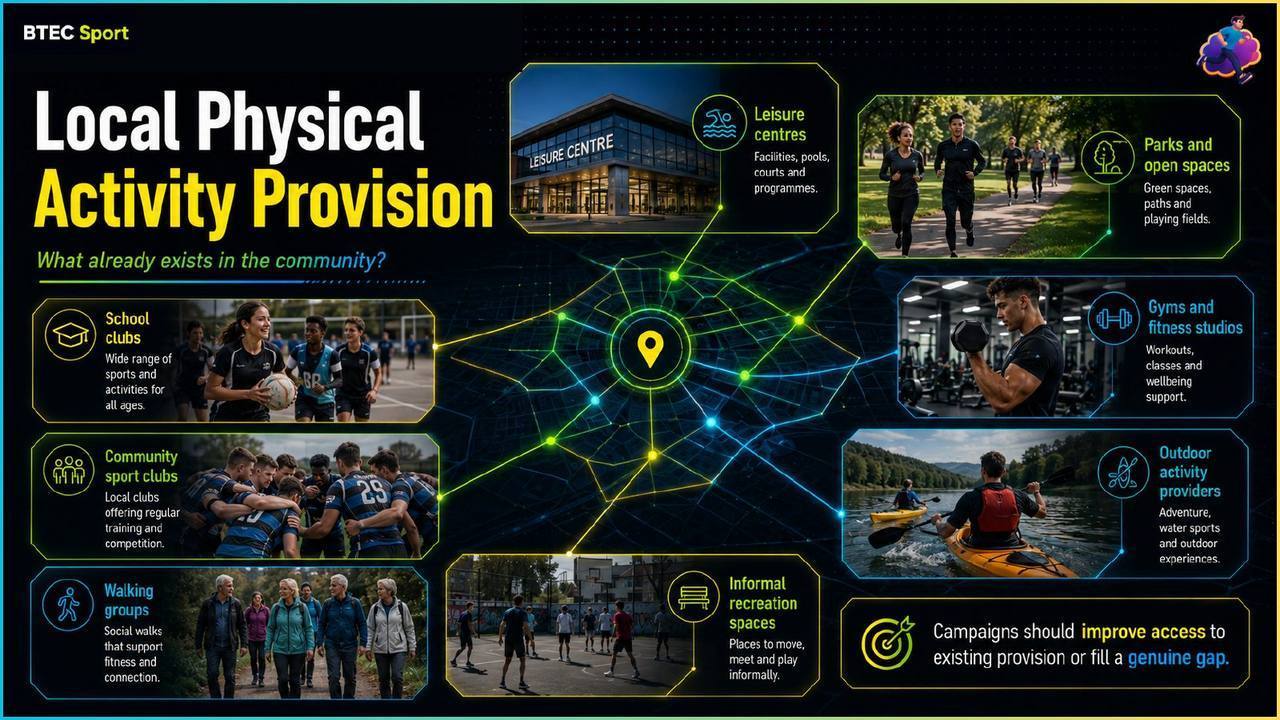 BTEC Sport
Local Physical
Activity Provision
What already exists in the community?
LEISURE CENTRE
Leisure
centres
Facilities, pools,
courts and
programmes.
Parks and
open spaces
Green spaces,
paths and
playing fields.
School
clubs
Wide range of
sports and
activities for
all ages.
Gyms and
fitness studios
Workouts,
classes and
wellbeing
support.
Community
sport clubs
Local clubs
offering regular
training and
competition.
29
Outdoor
activity
providers
Adventure,
water sports
and outdoor
experiences.
Walking
groups
Social walks
that support
fitness and
connection.
Informal
recreation
spaces
Places to move,
meet and play
informally.
Campaigns should improve access to
existing provision or fill a genuine gap.